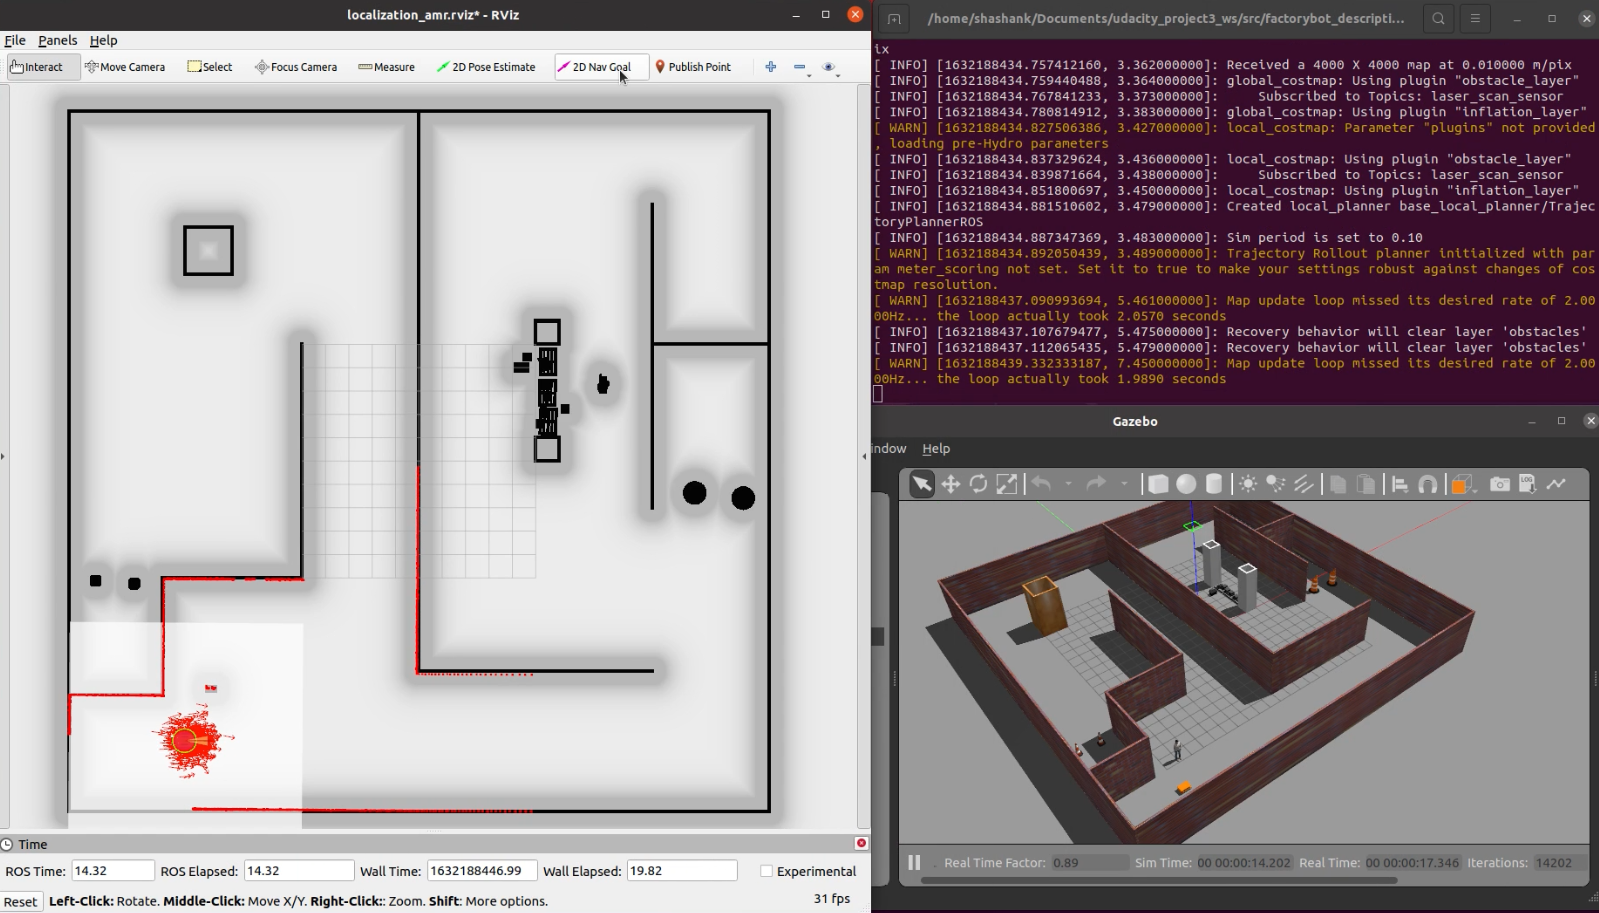 localization_amr.rviz* - RViz
File Panels Help
Interact Move Camera Select Focus Camera Measure 2D Pose Estimate 2D Nav Goal Publish Point
Time
ROS Time: 14.32 ROS Elapsed: 14.32 Wall Time: 1632188446.99 Wall Elapsed: 19.82 Experimental
Reset Left-Click: Rotate. Middle-Click: Move X/Y. Right-Click:: Zoom. Shift: More options. 31 fps
/home/shashank/Documents/udacity_project3_ws/src/factorybot_descripti...
ix
[ INFO] [1632188434.757412160, 3.362000000]: Received a 4000 X 4000 map at 0.010000 m/pix
[ INFO] [1632188434.759440488, 3.364000000]: global_costmap: Using plugin "obstacle_layer"
[ INFO] [1632188434.767841233, 3.373000000]: Subscribed to Topics: laser_scan_sensor
[ INFO] [1632188434.780814912, 3.383000000]: global_costmap: Using plugin "inflation_layer"
[ WARN] [1632188434.827506386, 3.427000000]: local_costmap: Parameter "plugins" not provided
, loading pre-Hydro parameters
[ INFO] [1632188434.837329624, 3.436000000]: local_costmap: Using plugin "obstacle_layer"
[ INFO] [1632188434.839871664, 3.438000000]: Subscribed to Topics: laser_scan_sensor
[ INFO] [1632188434.851800697, 3.450000000]: local_costmap: Using plugin "inflation_layer"
[ INFO] [1632188434.881510602, 3.479000000]: Created local_planner base_local_planner/Trajec
toryPlannerROS
[ INFO] [1632188434.887347369, 3.483000000]: Sim period is set to 0.10
[ WARN] [1632188434.892050439, 3.489000000]: Trajectory Rollout planner initialized with par
am meter_scoring not set. Set it to true to make your settings robust against changes of cos
tmap resolution.
[ WARN] [1632188437.090993694, 5.461000000]: Map update loop missed its desired rate of 2.00
00Hz... the loop actually took 2.0570 seconds
[ INFO] [1632188437.107679477, 5.475000000]: Recovery behavior will clear layer 'obstacles'
[ INFO] [1632188437.112065435, 5.479000000]: Recovery behavior will clear layer 'obstacles'
[ WARN] [1632188439.332333187, 7.450000000]: Map update loop missed its desired rate of 2.00
00Hz... the loop actually took 1.9890 seconds
Gazebo
indow Help
LOG
Real Time Factor: 0.89 Sim Time: 00 00:00:14.202 Real Time: 00 00:00:17.346 Iterations: 14202